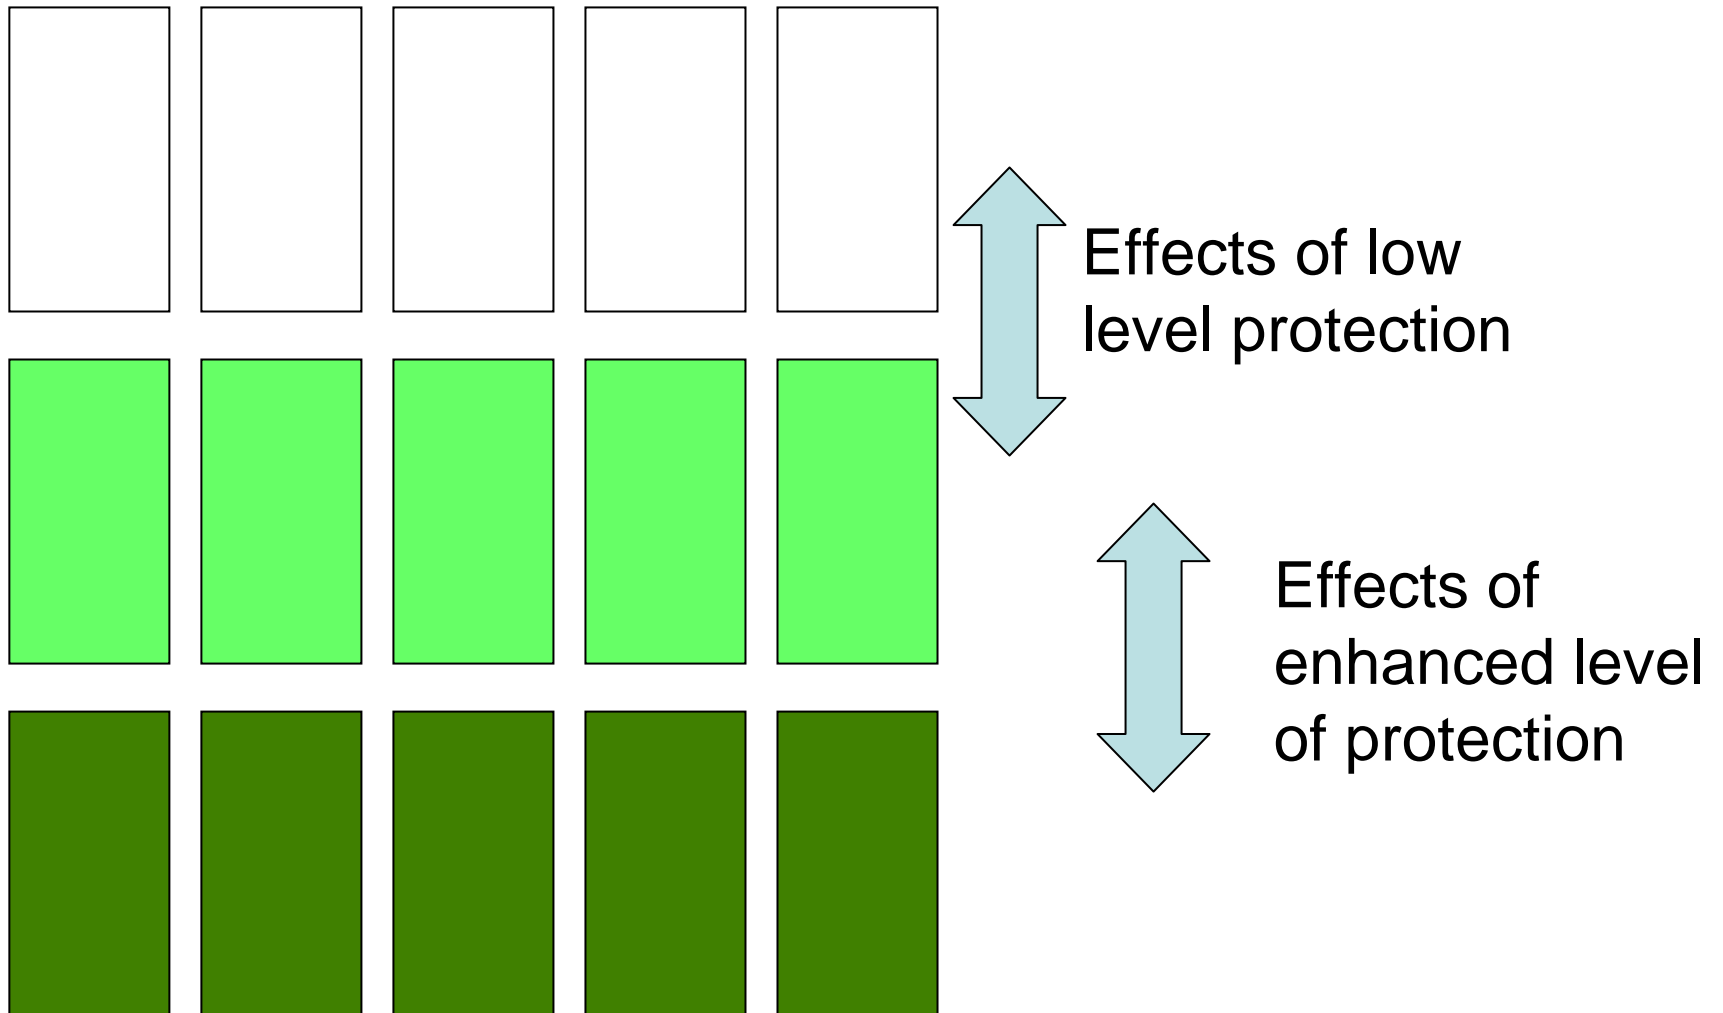 Effects of low
level protection
Effects of
enhanced level
of protection